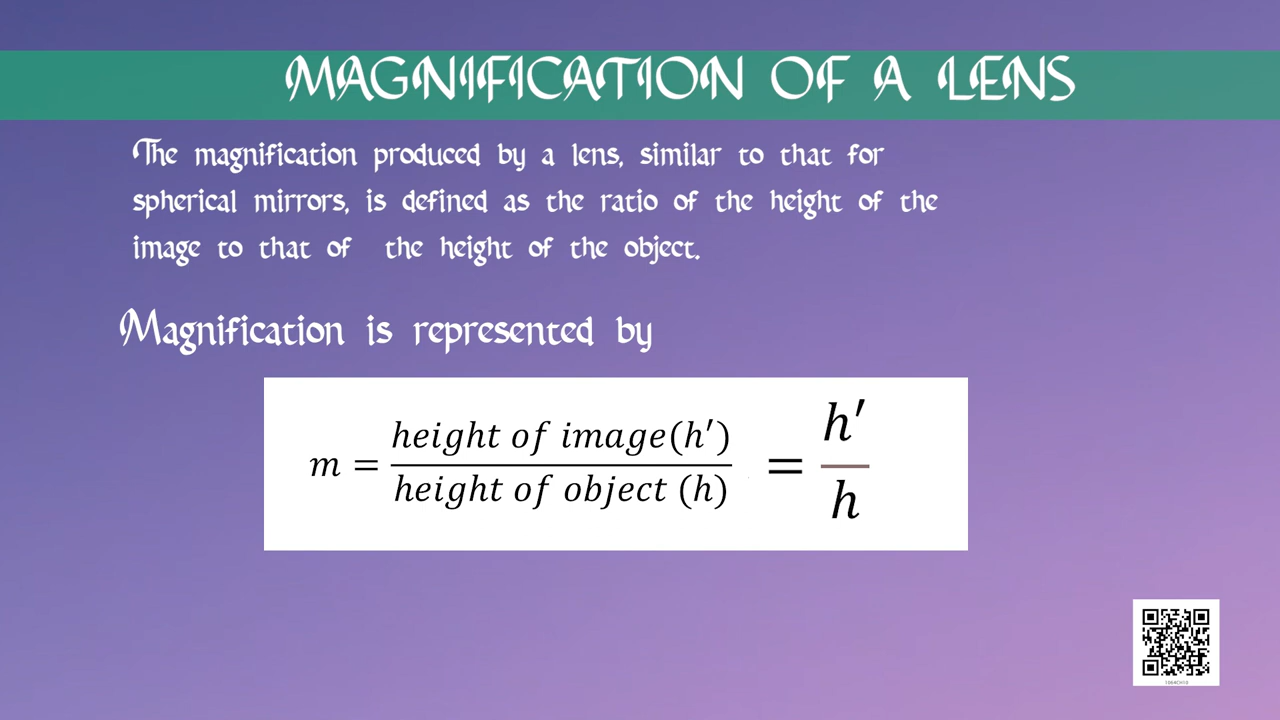 MAGNIFICATION OF A LENS
The magnification produced by a lens, similar to that for
spherical mirrors, is defined as the ratio of the height of the
image to that of the height of the object.
Magnification is represented by
m = height of image(h′) / height of object (h) = h′ / h